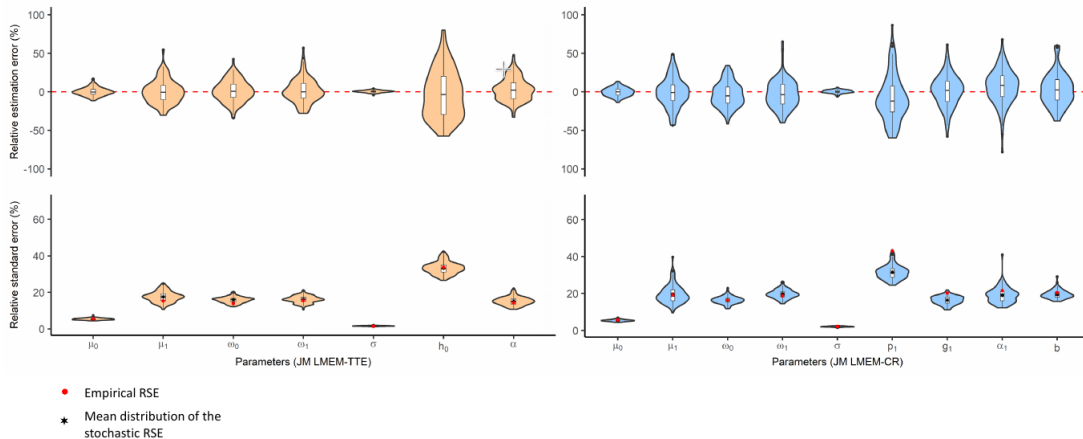 Relative estimation error (%)
100
50
0
-50
-100
100
50
0
-50
-100
Relative standard error (%)
60
40
20
0
60
40
20
0
μ0 μ1 ω0 ω1 σ h0 α
Parameters (JM LMEM-TTE)
μ0 μ1 ω0 ω1 σ p1 g1 α1 b
Parameters (JM LMEM-CR)
Empirical RSE
Mean distribution of the
stochastic RSE